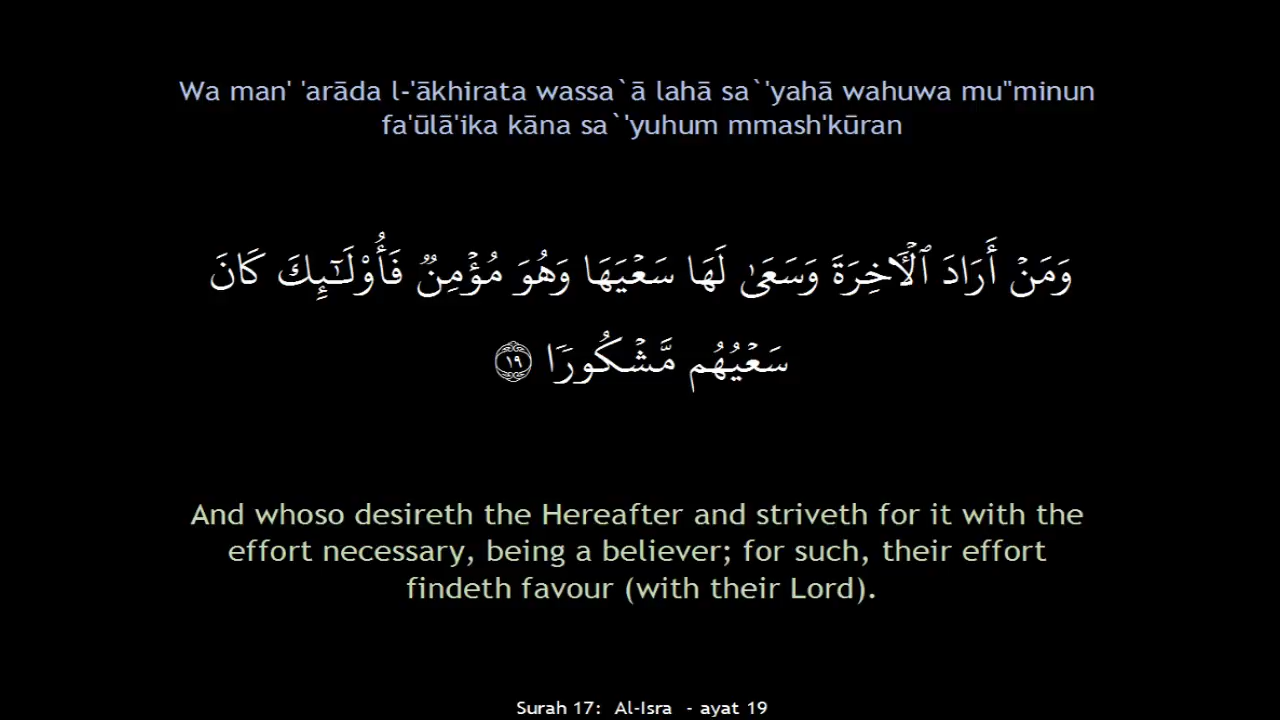 Wa man' 'arāda l-'ākhirata wassa`ā lahā sa`'yahā wahuwa mu"minun
fa'ūlā'ika kāna sa`'yuhum mmash'kūran
وَمَنۡ أَرَادَ ٱلۡأٓخِرَةَ وَسَعَىٰ لَهَا سَعۡيَهَا وَهُوَ مُؤۡمِنٞ فَأُوْلَـٰٓئِكَ كَانَ
سَعۡيُهُم مَّشۡكُورٗا ١٩
And whoso desireth the Hereafter and striveth for it with the
effort necessary, being a believer; for such, their effort
findeth favour (with their Lord).
Surah 17: Al-Isra - ayat 19